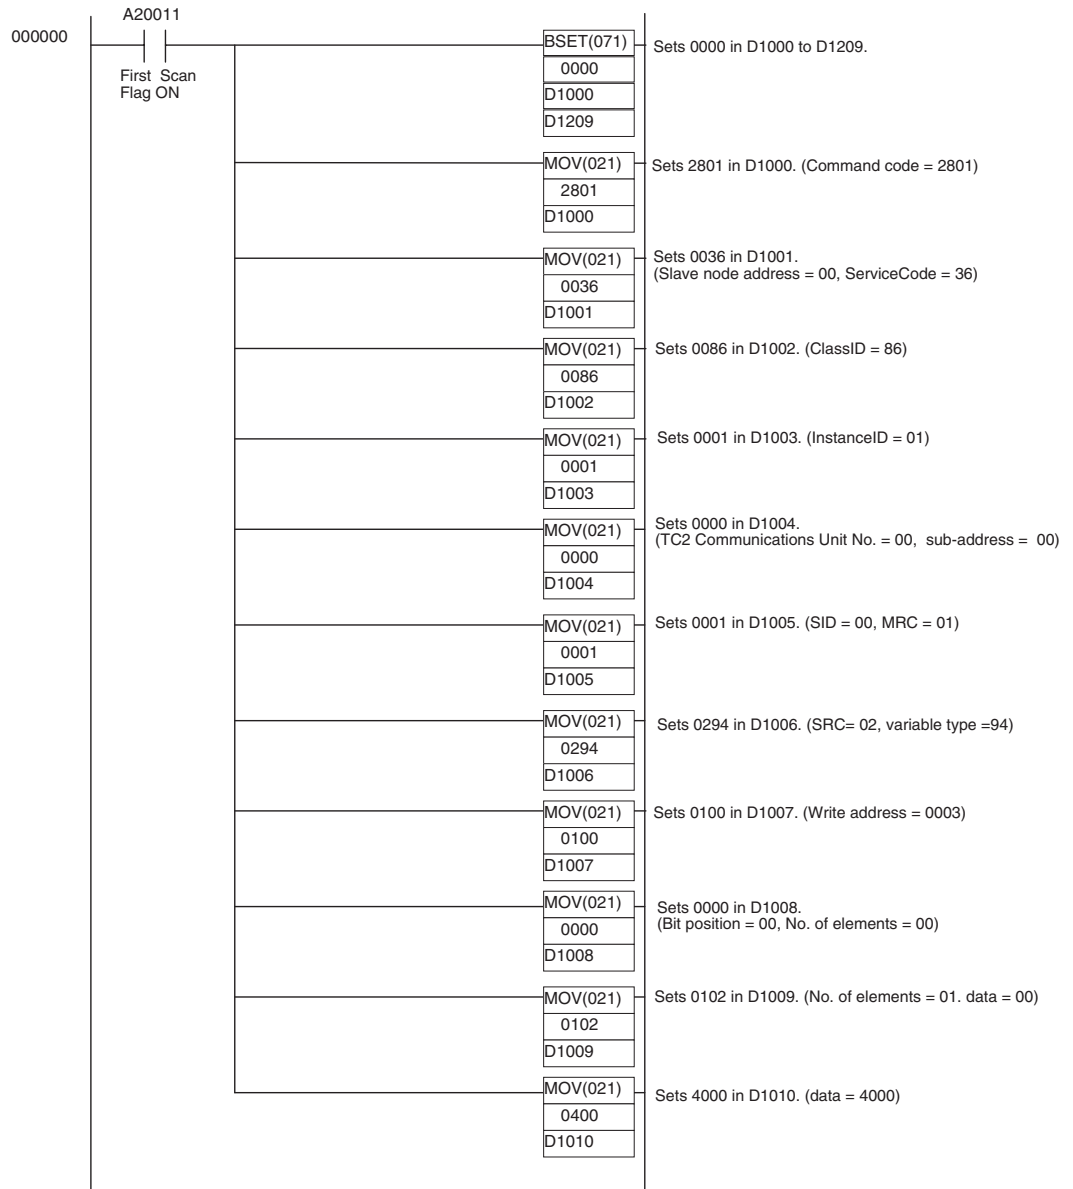 A20011
000000
First Scan
Flag ON
BSET(071)
0000
D1000
D1209
Sets 0000 in D1000 to D1209.
MOV(021)
2801
D1000
Sets 2801 in D1000. (Command code = 2801)
MOV(021)
0036
D1001
Sets 0036 in D1001.
(Slave node address = 00, ServiceCode = 36)
MOV(021)
0086
D1002
Sets 0086 in D1002. (ClassID = 86)
MOV(021)
0001
D1003
Sets 0001 in D1003. (InstanceID = 01)
MOV(021)
0000
D1004
Sets 0000 in D1004.
(TC2 Communications Unit No. = 00, sub-address = 00)
MOV(021)
0001
D1005
Sets 0001 in D1005. (SID = 00, MRC = 01)
MOV(021)
0294
D1006
Sets 0294 in D1006. (SRC= 02, variable type =94)
MOV(021)
0100
D1007
Sets 0100 in D1007. (Write address = 0003)
MOV(021)
0000
D1008
Sets 0000 in D1008.
(Bit position = 00, No. of elements = 00)
MOV(021)
0102
D1009
Sets 0102 in D1009. (No. of elements = 01. data = 00)
MOV(021)
0400
D1010
Sets 4000 in D1010. (data = 4000)